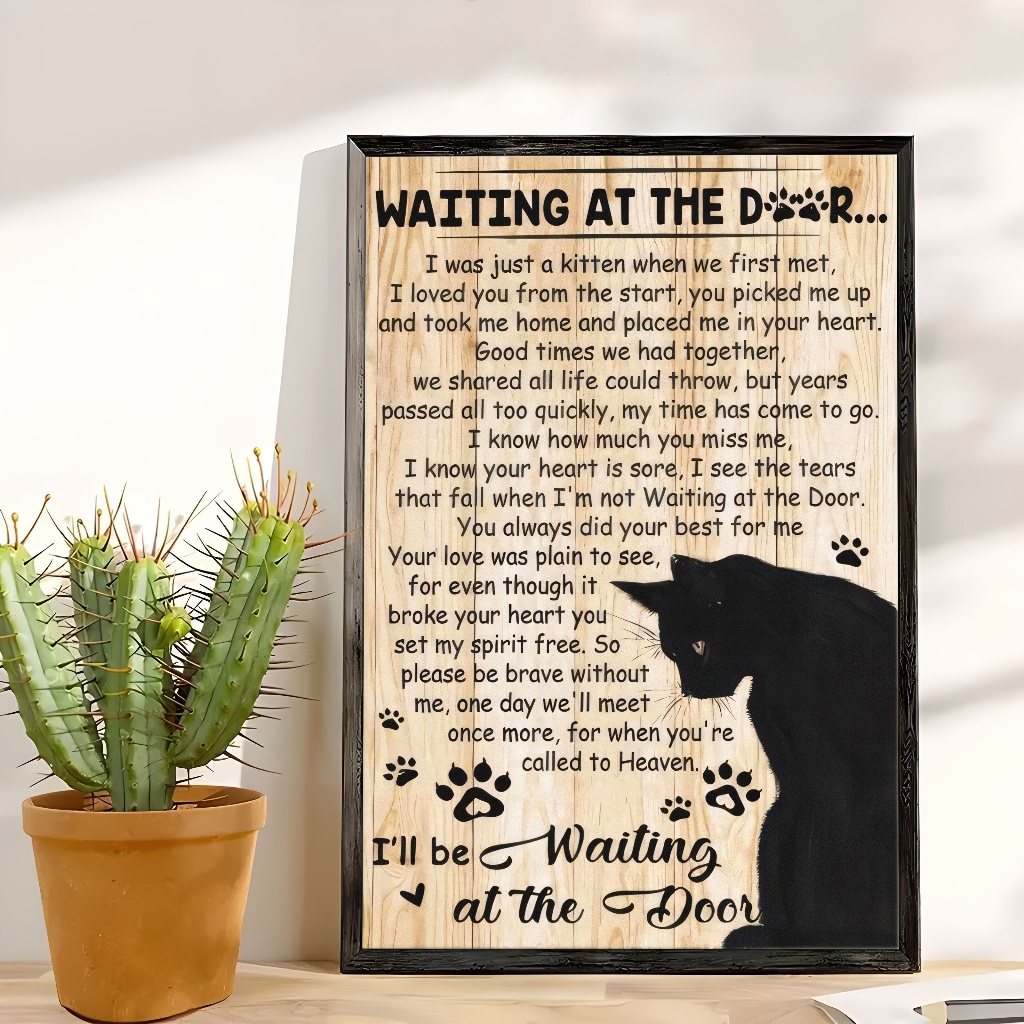 WAITING AT THE DOOR...
I was just a kitten when we first met,
I loved you from the start, you picked me up
and took me home and placed me in your heart.
Good times we had together,
we shared all life could throw, but years
passed all too quickly, my time has come to go.
I know how much you miss me,
I know your heart is sore, I see the tears
that fall when I'm not Waiting at the Door.
You always did your best for me
Your love was plain to see,
for even though it
broke your heart you
set my spirit free. So
please be brave without
me, one day we'll meet
once more, for when you're
called to Heaven.
I'll be Waiting
at the Door